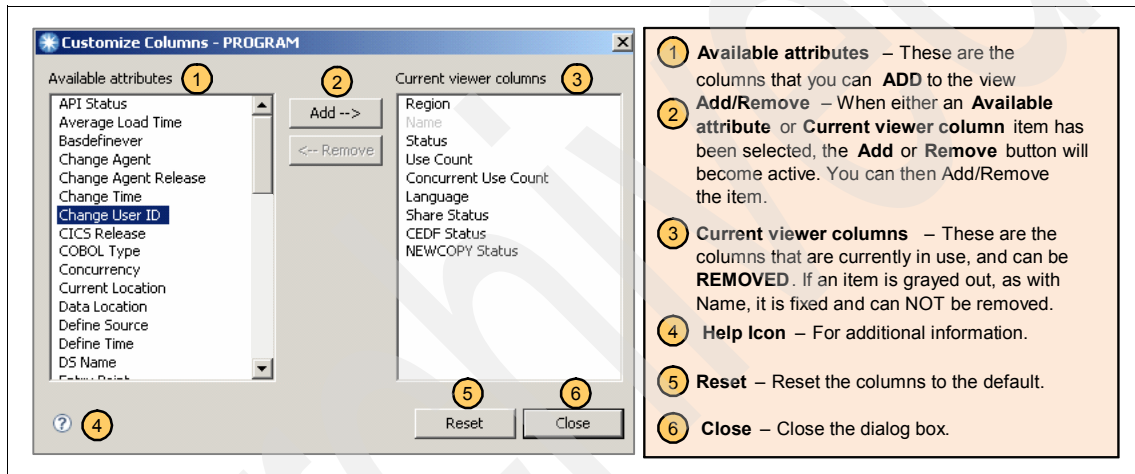 Customize Columns - PROGRAM
Available attributes 1
2
Current viewer columns 3
API Status
Average Load Time
Basdefinever
Change Agent
Change Agent Release
Change Time
Change User ID
CICS Release
COBOL Type
Concurrency
Current Location
Data Location
Define Source
Define Time
DS Name
Entry Point
Add -->
<-- Remove
Region
Name
Status
Use Count
Concurrent Use Count
Language
Share Status
CEDF Status
NEWCOPY Status
? 4
5
6
Reset
Close
1 Available attributes – These are the
columns that you can ADD to the view
2 Add/Remove – When either an Available
attribute or Current viewer column item has
been selected, the Add or Remove button will
become active. You can then Add/Remove
the item.
3 Current viewer columns – These are the
columns that are currently in use, and can be
REMOVED. If an item is grayed out, as with
Name, it is fixed and can NOT be removed.
4 Help Icon – For additional information.
5 Reset – Reset the columns to the default.
6 Close – Close the dialog box.